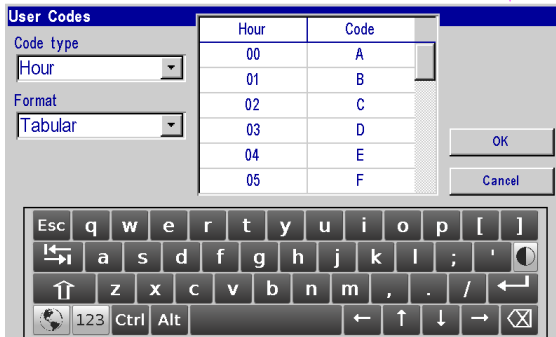 User Codes
Code type
Hour
Format
Tabular
Hour Code
00 A
01 B
02 C
03 D
04 E
05 F
OK
Cancel
Esc q w e r t y u i o p [ ]
a s d f g h j k l ; '
z x c v b n m , . /
123 Ctrl Alt